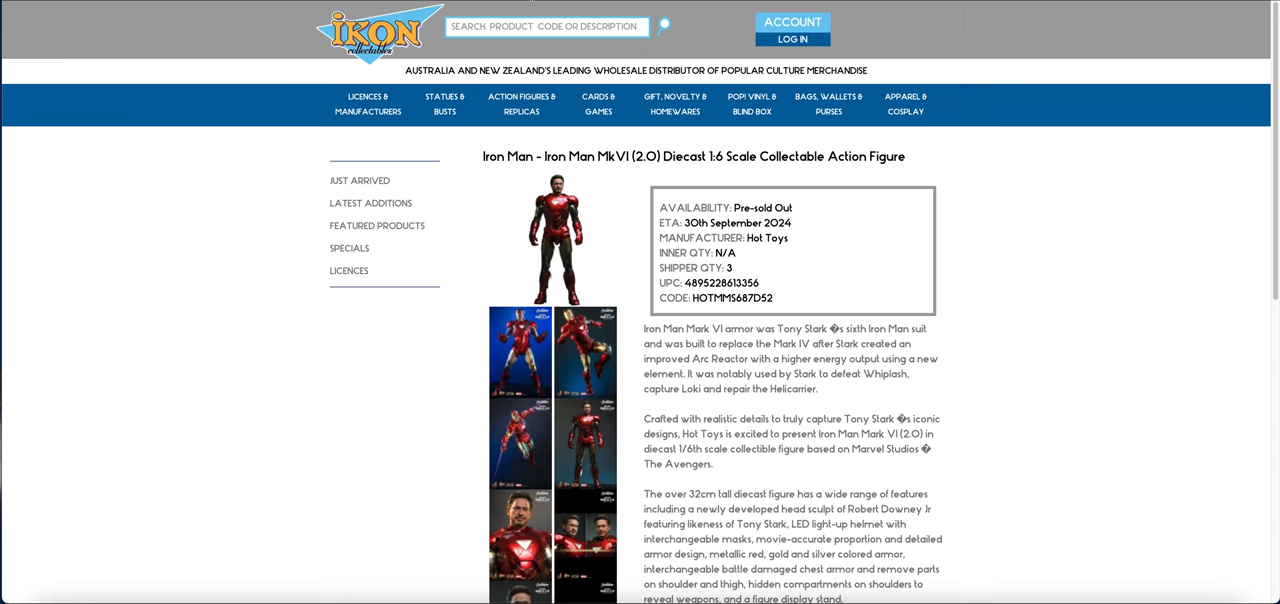 iKON
collectables
SEARCH PRODUCT CODE OR DESCRIPTION
ACCOUNT
LOG IN
AUSTRALIA AND NEW ZEALAND'S LEADING WHOLESALE DISTRIBUTOR OF POPULAR CULTURE MERCHANDISE
LICENCES &
MANUFACTURERS
STATUES &
BUSTS
ACTION FIGURES &
REPLICAS
CARDS &
GAMES
GIFT, NOVELTY &
HOMEWARES
POP! VINYL &
BLIND BOX
BAGS, WALLETS &
PURSES
APPAREL &
COSPLAY
JUST ARRIVED
LATEST ADDITIONS
FEATURED PRODUCTS
SPECIALS
LICENCES
Iron Man - Iron Man MkVI (2.0) Diecast 1:6 Scale Collectable Action Figure
AVAILABILITY: Pre-sold Out
ETA: 30th September 2024
MANUFACTURER: Hot Toys
INNER QTY: N/A
SHIPPER QTY: 3
UPC: 4895228613356
CODE: HOTMMS687D52
Iron Man Mark VI armor was Tony Stark �s sixth Iron Man suit
and was built to replace the Mark IV after Stark created an
improved Arc Reactor with a higher energy output using a new
element. It was notably used by Stark to defeat Whiplash,
capture Loki and repair the Helicarrier.
Crafted with realistic details to truly capture Tony Stark �s iconic
designs, Hot Toys is excited to present Iron Man Mark VI (2.0) in
diecast 1/6th scale collectible figure based on Marvel Studios �
The Avengers.
The over 32cm tall diecast figure has a wide range of features
including a newly developed head sculpt of Robert Downey Jr
featuring likeness of Tony Stark, LED light-up helmet with
interchangeable masks, movie-accurate proportion and detailed
armor design, metallic red, gold and silver colored armor,
interchangeable battle damaged chest armor and remove parts
on shoulder and thigh, hidden compartments on shoulders to
reveal weapons, and a figure display stand.